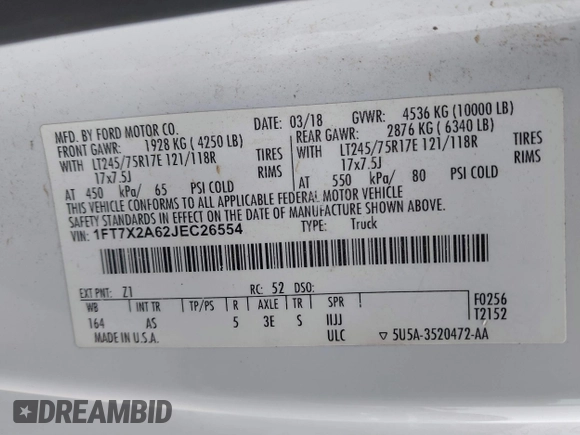 MFD. BY FORD MOTOR CO.
DATE: 03/18 GVWR: 4536 KG (10000 LB)
FRONT GAWR: 1928 KG ( 4250 LB) REAR GAWR: 2876 KG ( 6340 LB)
WITH LT245/75R17E 121/118R TIRES WITH LT245/75R17E 121/118R TIRES
17x7.5J RIMS 17x7.5J RIMS
AT 450 kPa/ 65 PSI COLD AT 550 kPa/ 80 PSI COLD
THIS VEHICLE CONFORMS TO ALL APPLICABLE FEDERAL MOTOR VEHICLE
SAFETY STANDARDS IN EFFECT ON THE DATE OF MANUFACTURE SHOWN ABOVE.
VIN: 1FT7X2A62JEC26554 TYPE: Truck
EXT PNT: Z1 RC: 52 DSO:
WB INT TR TP/PS R AXLE TR SPR F0256
164 AS 5 3E S IIJJ T2152
MADE IN U.S.A. ULC ▽ 5U5A-3520472-AA
DREAMBID